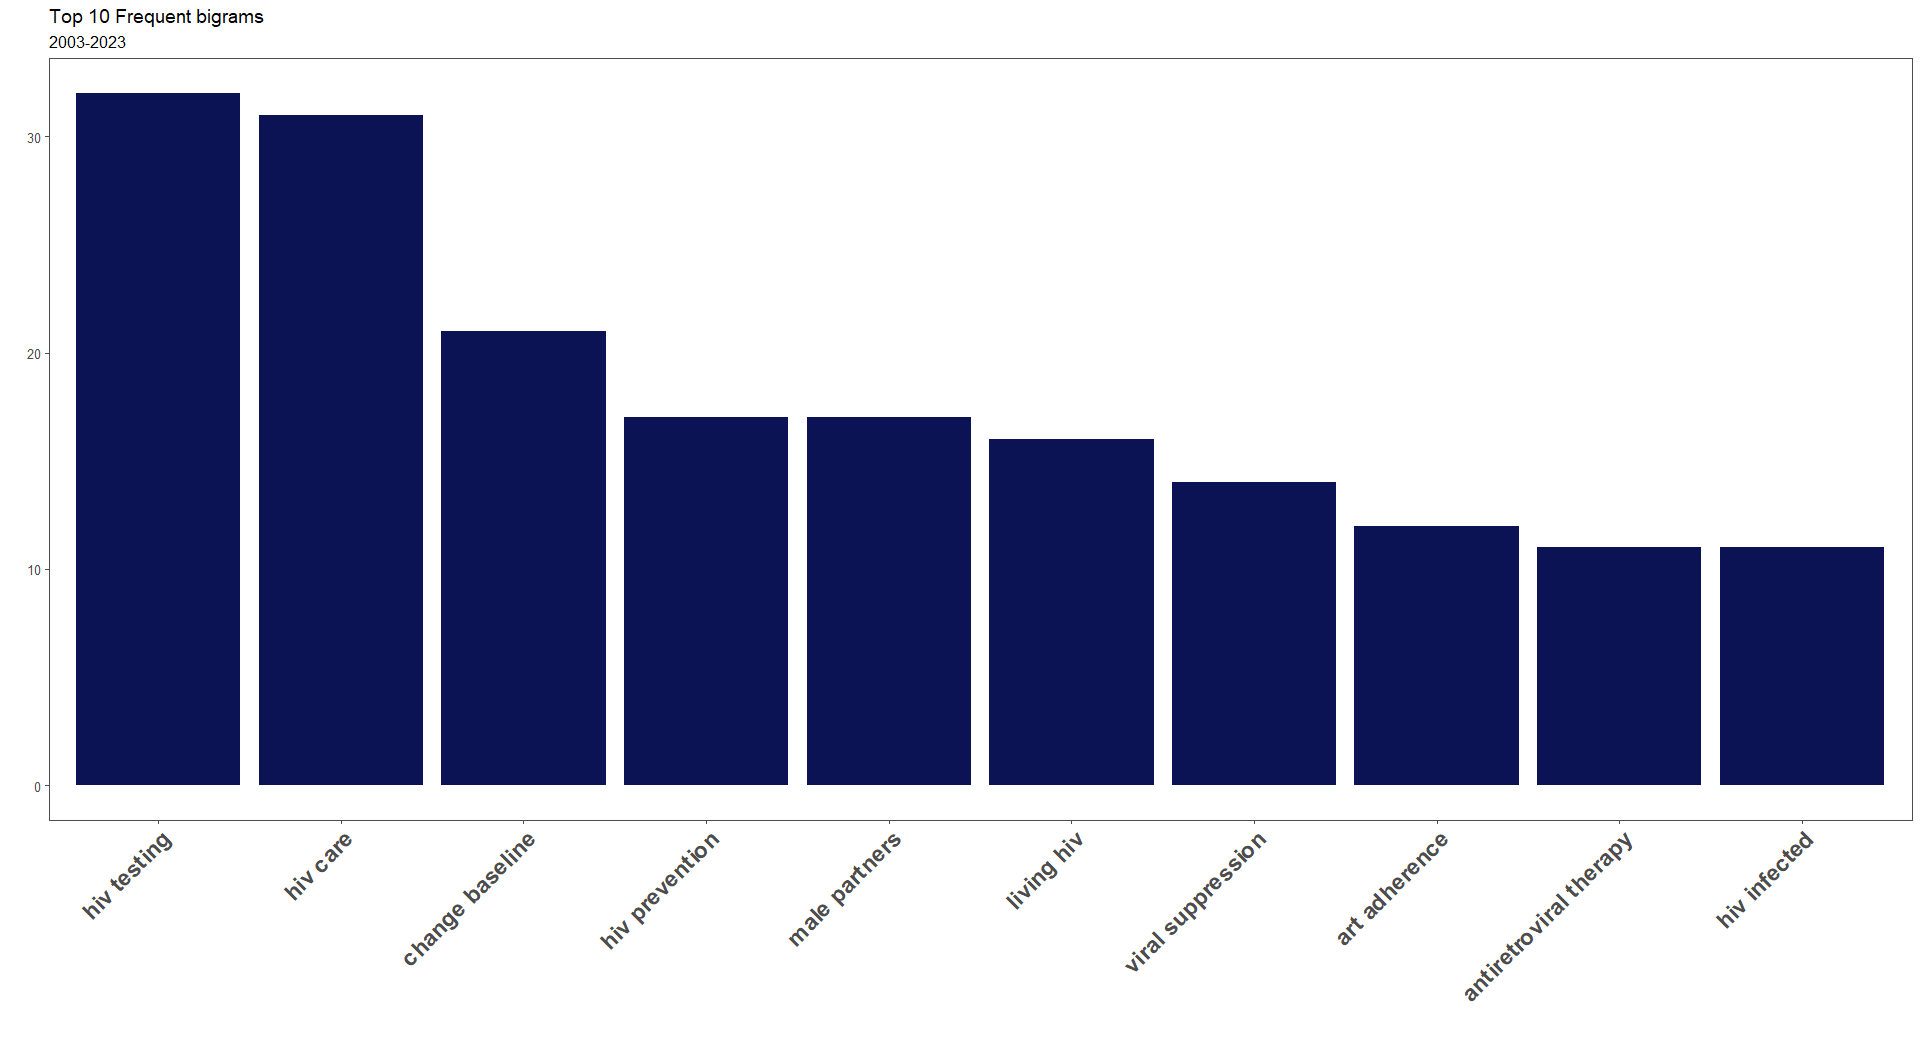 Top 10 Frequent bigrams
2003-2023
30
20
10
0
hiv testing
hiv care
change baseline
hiv prevention
male partners
living hiv
viral suppression
art adherence
antiretroviral therapy
hiv infected